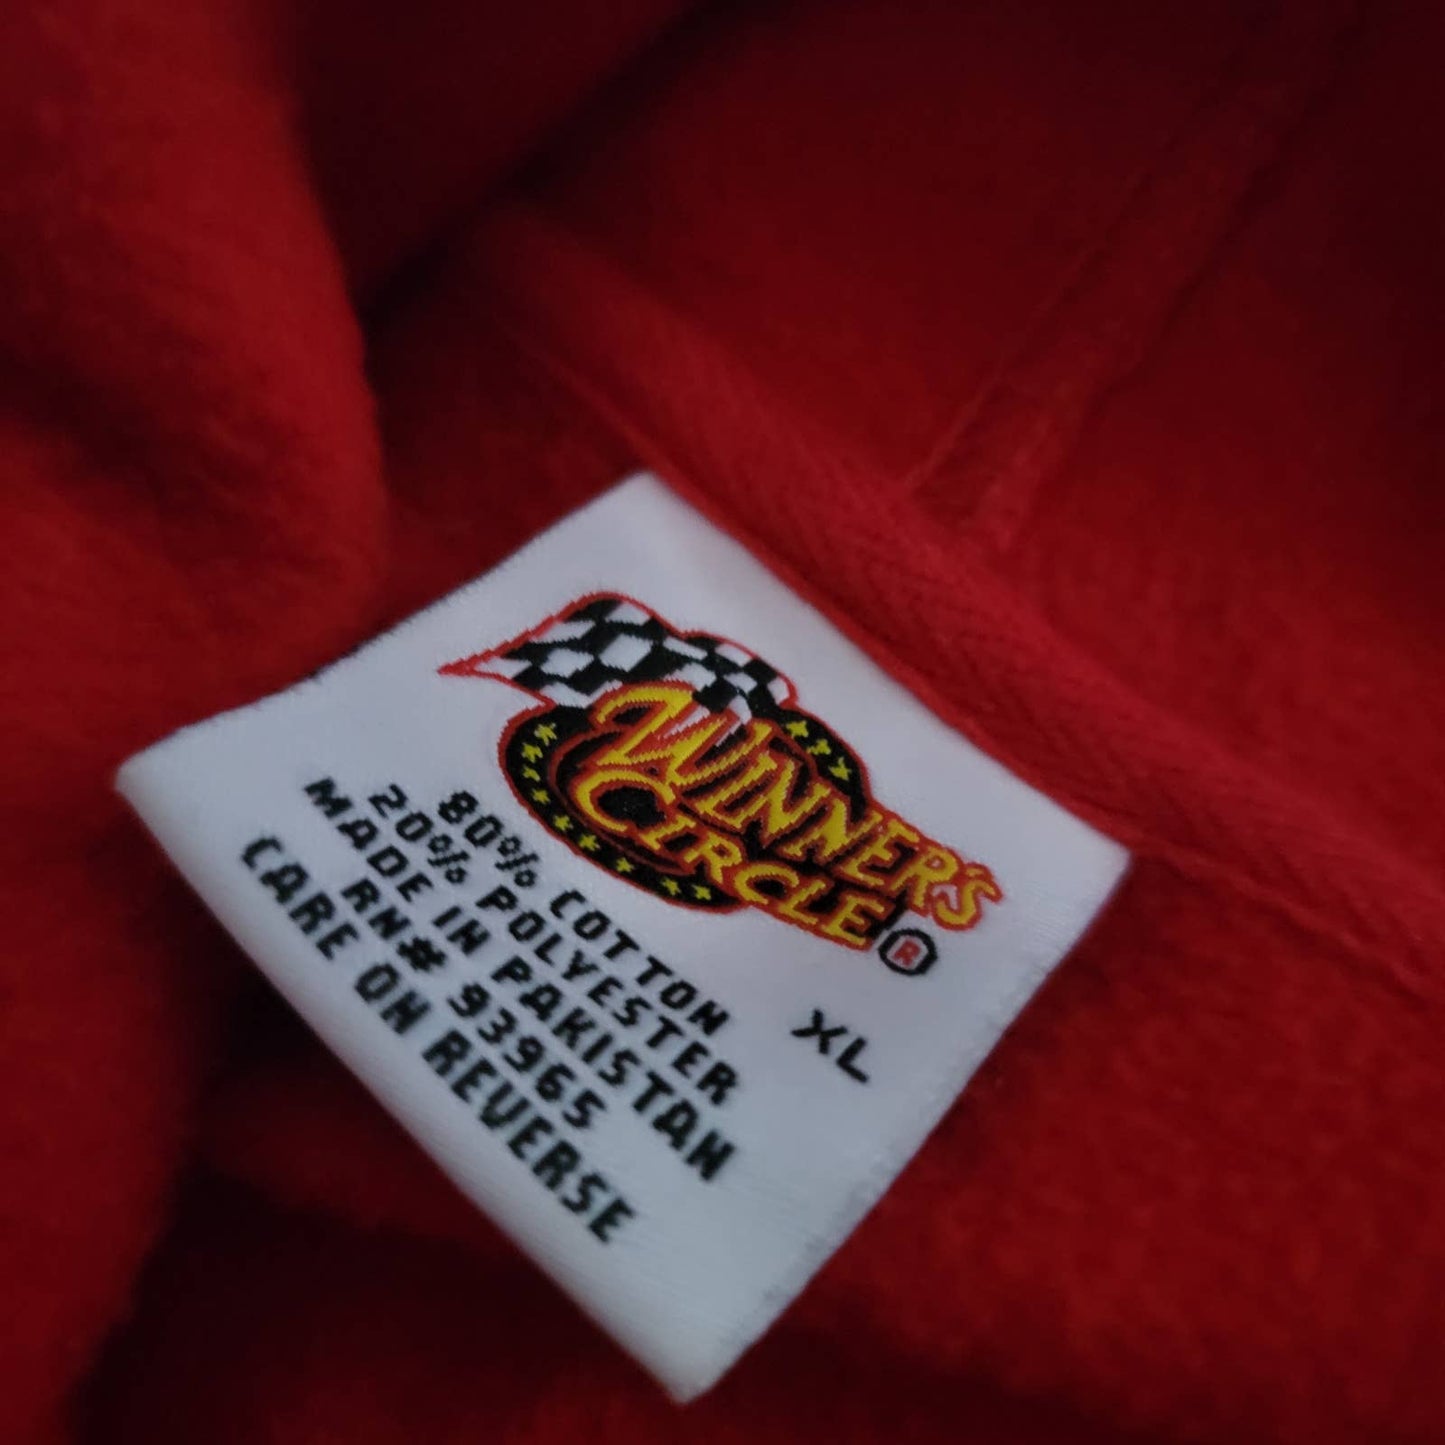 WINNER'S
CIRCLE®
XL
80% COTTON
20% POLYESTER
MADE IN PAKISTAN
RN# 93965
CARE ON REVERSE